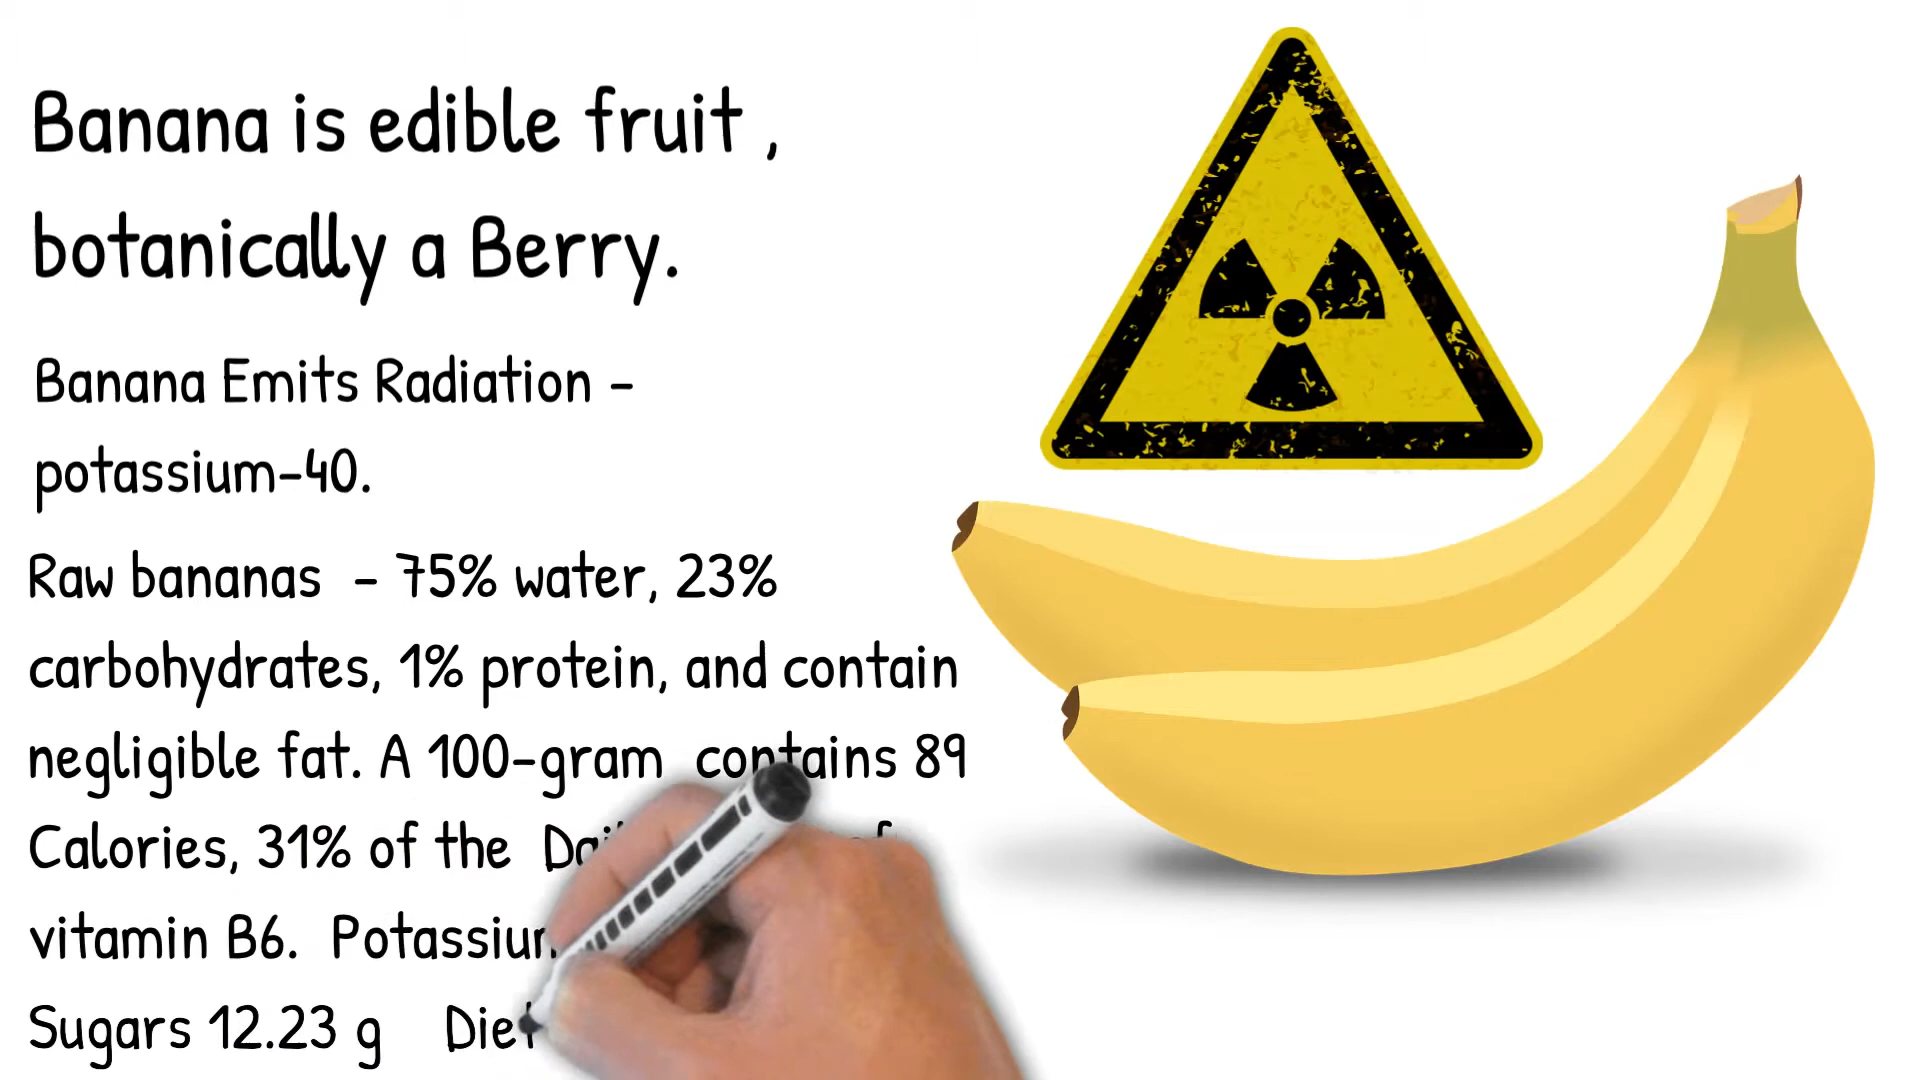 Banana is edible fruit ,
botanically a Berry.
Banana Emits Radiation -
potassium-40.
Raw bananas - 75% water, 23%
carbohydrates, 1% protein, and contain
negligible fat. A 100-gram contains 89
Calories, 31% of the
vitamin B6.
Sugars 12.23 g